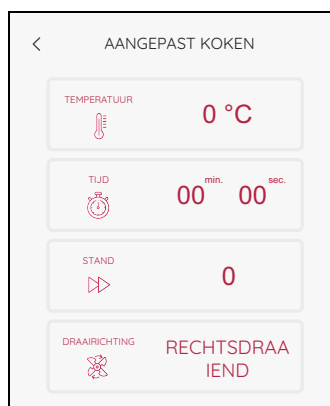 AANGEPAST KOKEN
TEMPERATUUR
0 °C
TIJD
00 min. 00 sec.
STAND
0
DRAAIRICHTING
RECHTSDRAA
IEND